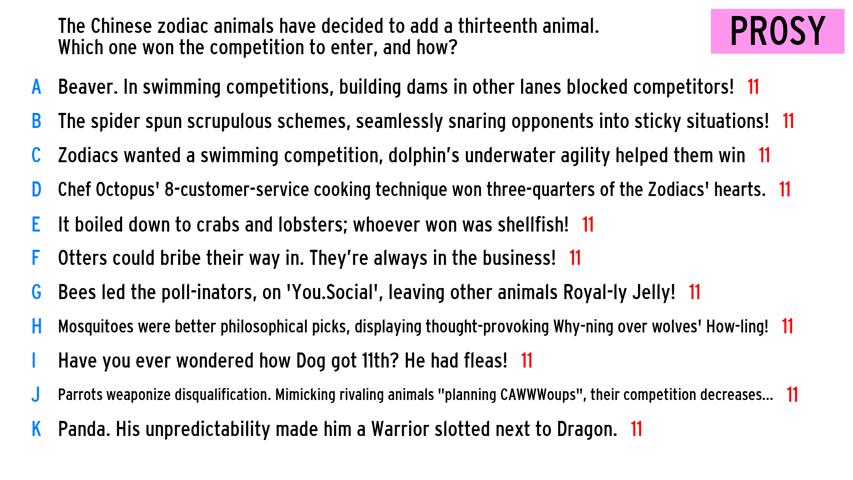 The Chinese zodiac animals have decided to add a thirteenth animal.
Which one won the competition to enter, and how?
PROSY
A Beaver. In swimming competitions, building dams in other lanes blocked competitors! 11
B The spider spun scrupulous schemes, seamlessly snaring opponents into sticky situations! 11
C Zodiacs wanted a swimming competition, dolphin's underwater agility helped them win 11
D Chef Octopus' 8-customer-service cooking technique won three-quarters of the Zodiacs' hearts. 11
E It boiled down to crabs and lobsters; whoever won was shellfish! 11
F Otters could bribe their way in. They're always in the business! 11
G Bees led the poll-inators, on 'You.Social', leaving other animals Royal-ly Jelly! 11
H Mosquitoes were better philosophical picks, displaying thought-provoking Why-ning over wolves' How-ling! 11
I Have you ever wondered how Dog got 11th? He had fleas! 11
J Parrots weaponize disqualification. Mimicking rivaling animals "planning CAWWWoups", their competition decreases... 11
K Panda. His unpredictability made him a Warrior slotted next to Dragon. 11